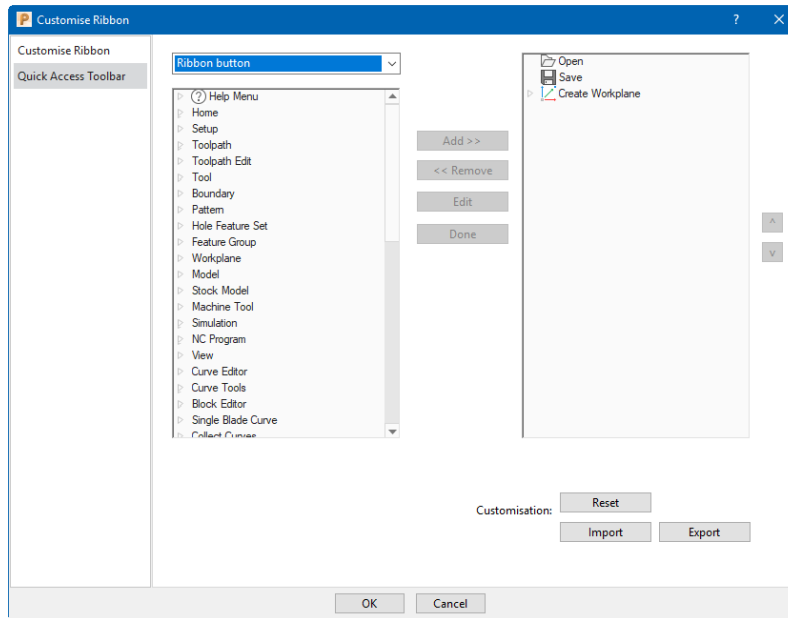 P Customise Ribbon ? ×
Customise Ribbon
Quick Access Toolbar
Ribbon button
? Help Menu
Home
Setup
Toolpath
Toolpath Edit
Tool
Boundary
Pattern
Hole Feature Set
Feature Group
Workplane
Model
Stock Model
Machine Tool
Simulation
NC Program
View
Curve Editor
Curve Tools
Block Editor
Single Blade Curve
Collect Curves
Add >>
<< Remove
Edit
Done
Open
Save
Create Workplane
^
v
Customisation:
Reset
Import
Export
OK
Cancel